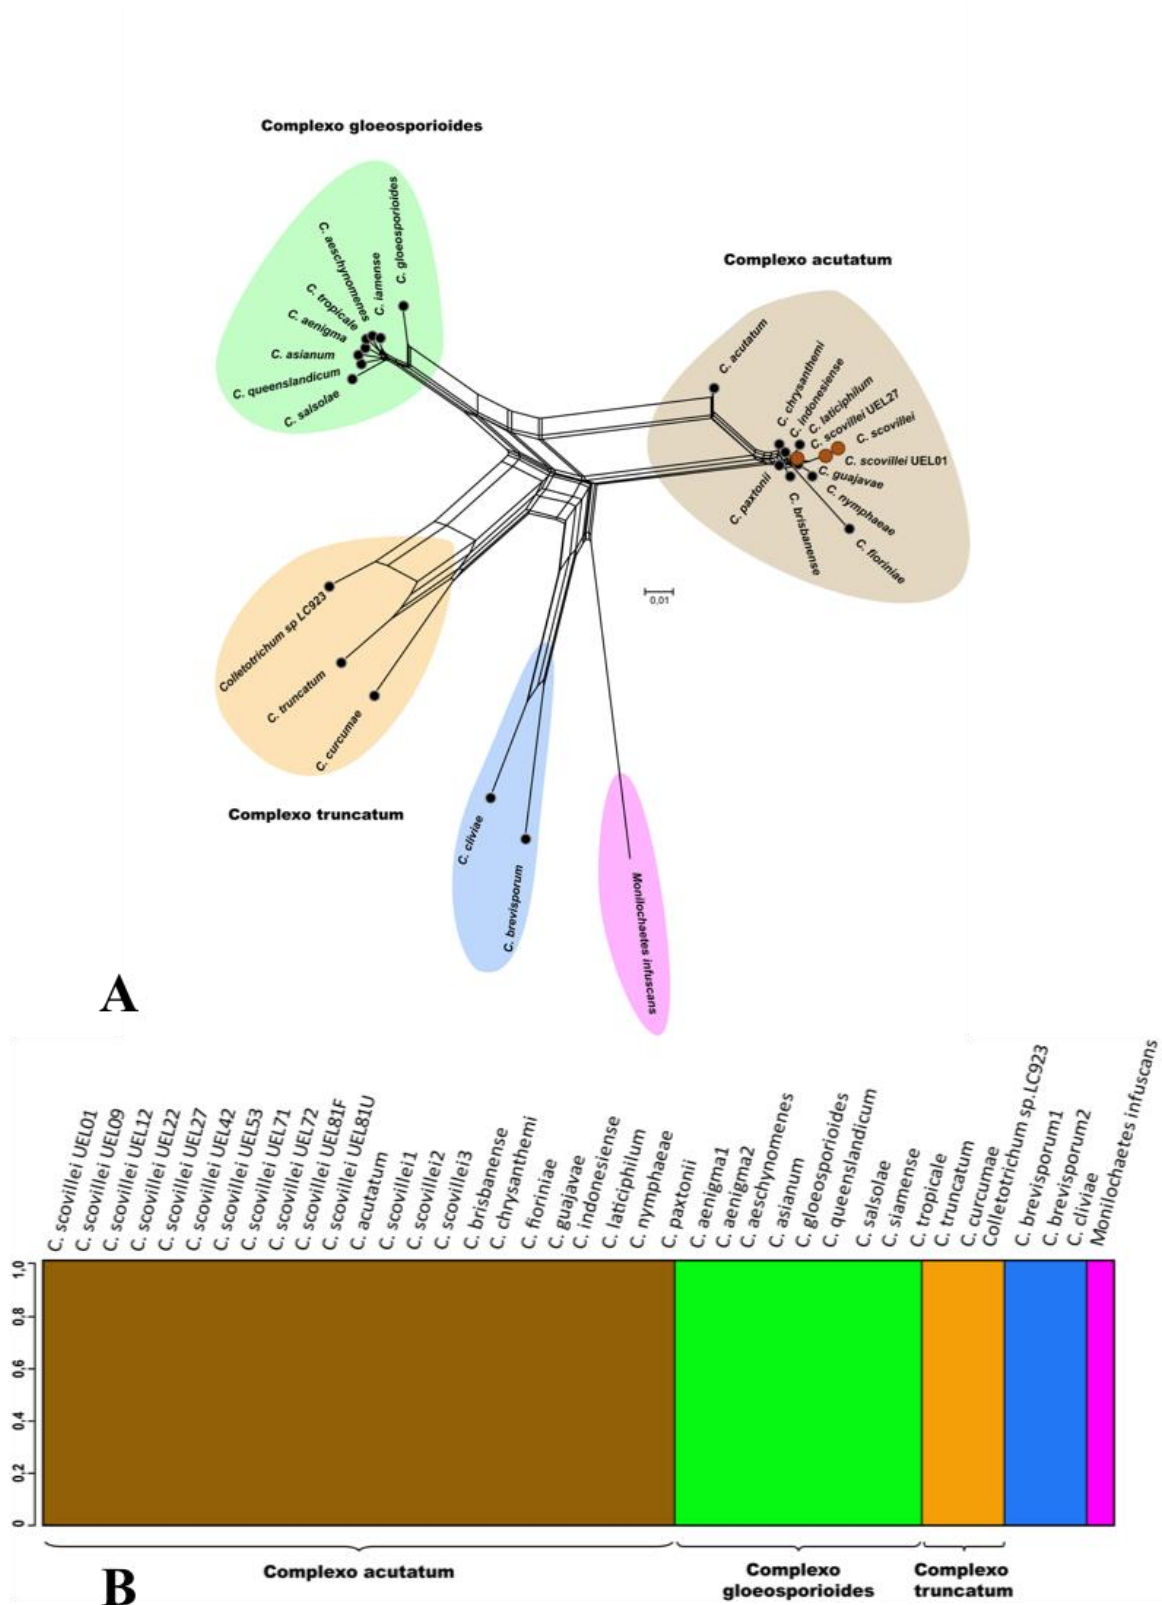 Complexo gloeosporioides
C. gloeosporioides
C. iamense
C. aeschynomenes
C. tropicale
C. aenigma
C. asianum
C. queenslandicum
C. salsolae
Complexo acutatum
C. acutatum
C. chrysanthemi
C. indonesiense
C. laticiphilum
C. scovillei UEL27
C. scovillei
C. scovillei UEL01
C. guajavae
C. nymphaeae
C. fioriniae
C. brisbanense
C. paxtonii
0,01
Colletotrichum sp LC923
C. truncatum
C. curcumae
Complexo truncatum
C. cliviae
C. brevisporum
Monilochaetes infuscans
A
C. scovillei UEL01
C. scovillei UEL09
C. scovillei UEL12
C. scovillei UEL22
C. scovillei UEL27
C. scovillei UEL42
C. scovillei UEL53
C. scovillei UEL71
C. scovillei UEL72
C. scovillei UEL81F
C. scovillei UEL81U
C. acutatum
C. scovillei1
C. scovillei2
C. scovillei3
C. brisbanense
C. chrysanthemi
C. fioriniae
C. guajavae
C. indonesiense
C. laticiphilum
C. nymphaeae
C. paxtonii
C. aenigma1
C. aenigma2
C. aeschynomenes
C. asianum
C. gloeosporioides
C. queenslandicum
C. salsolae
C. siamense
C. tropicale
C. truncatum
C. curcumae
Colletotrichum sp.LC923
C. brevisporum1
C. brevisporum2
C. cliviae
Monilochaetes infuscans
1,0
0,8
0,6
0,4
0,2
0
Complexo acutatum
Complexo
gloeosporioides
Complexo
truncatum
B